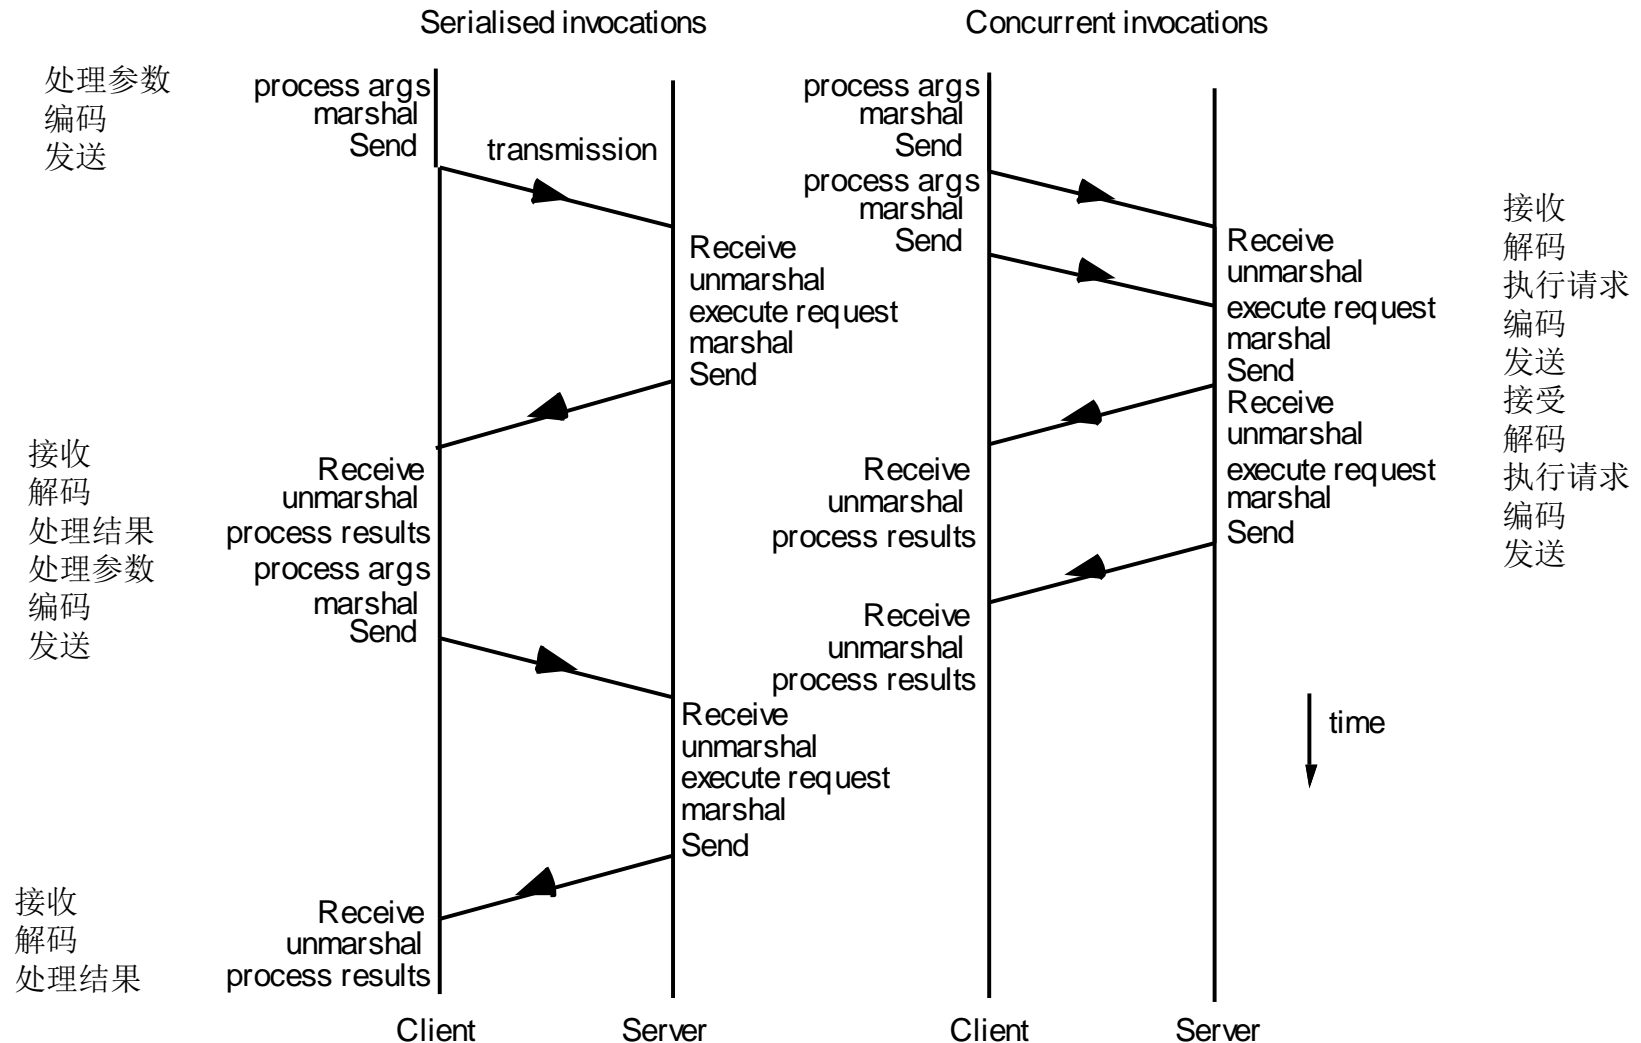 Serialised invocations
Concurrent invocations
处理参数
编码
发送
process args
marshal
Send
transmission
Receive
unmarshal
execute request
marshal
Send
接收
解码
处理结果
处理参数
编码
发送
Receive
unmarshal
process results
process args
marshal
Send
Receive
unmarshal
execute request
marshal
Send
接收
解码
处理结果
Receive
unmarshal
process results
Client
Server
process args
marshal
Send
process args
marshal
Send
Receive
unmarshal
execute request
marshal
Send
Receive
unmarshal
execute request
marshal
Send
接收
解码
执行请求
编码
发送
接受
解码
执行请求
编码
发送
Receive
unmarshal
process results
Receive
unmarshal
process results
time
Client
Server